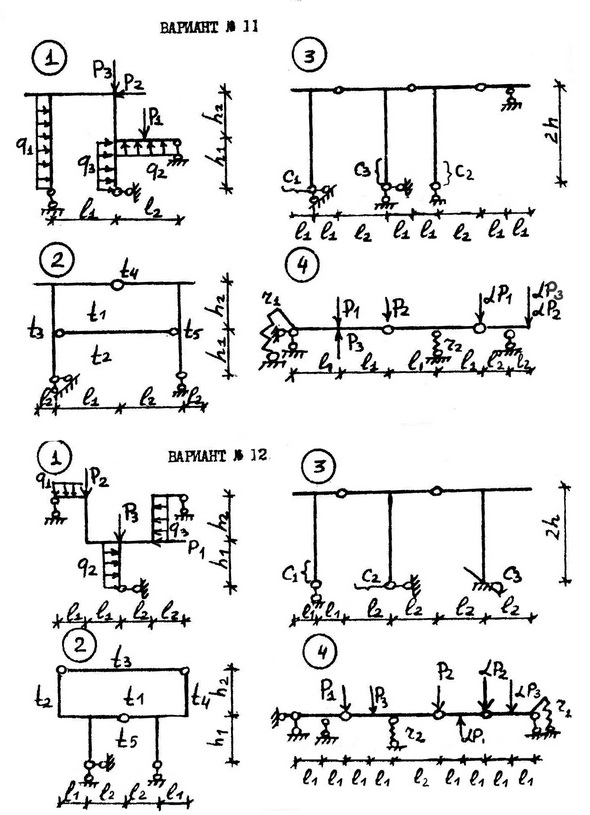 ВАРИАНТ № 11
1
P3
P2
P1
q1
q3
q2
h2
h1
l1 l2
3
C1
C3
C2
2h
l1 l1 l2 l1 l1 l2 l1 l1
2
t4
t1
t3
t5
t2
h2
h1
l2 l1 l2 l2
4
r1
P1
P2
αP1
αP3
αP2
P3
r2
l1 l1 l1 l1 l2 l2
ВАРИАНТ № 12
1
q1
P2
P3
q3
P1
q2
h2
h1
l1 l1 l2 l2
3
C1
C2
C3
2h
l1 l1 l2 l2 l2 l2
2
t3
t2
t1
t4
t5
h2
h1
l1 l2 l2 l1
4
P1
P3
P2
αP2
αP3
r1
r2
αP1
l1 l1 l1 l1 l2 l1 l1 l1 l1